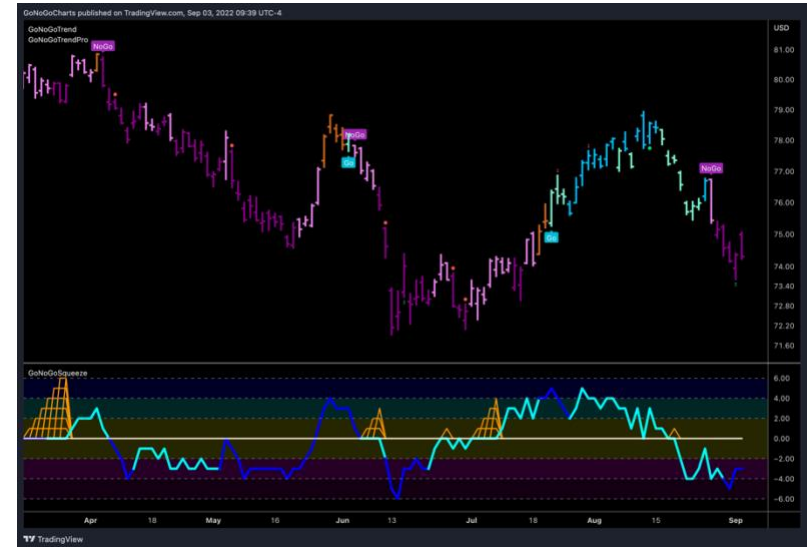 GoNoGoCharts published on TradingView.com, Sep 03, 2022 09:39 UTC-4
GoNoGoTrend
GoNoGoTrendPro
USD
NoGo
81.00
80.00
79.00
NoGo
78.00
Go
NoGo
77.00
76.00
Go
75.00
74.00
73.40
72.80
72.20
71.60
GoNoGoSqueeze
6.00
4.00
2.00
0.00
−2.00
−4.00
−6.00
Apr 18 May 16 Jun 13 Jul 18 Aug 15 Sep
TradingView